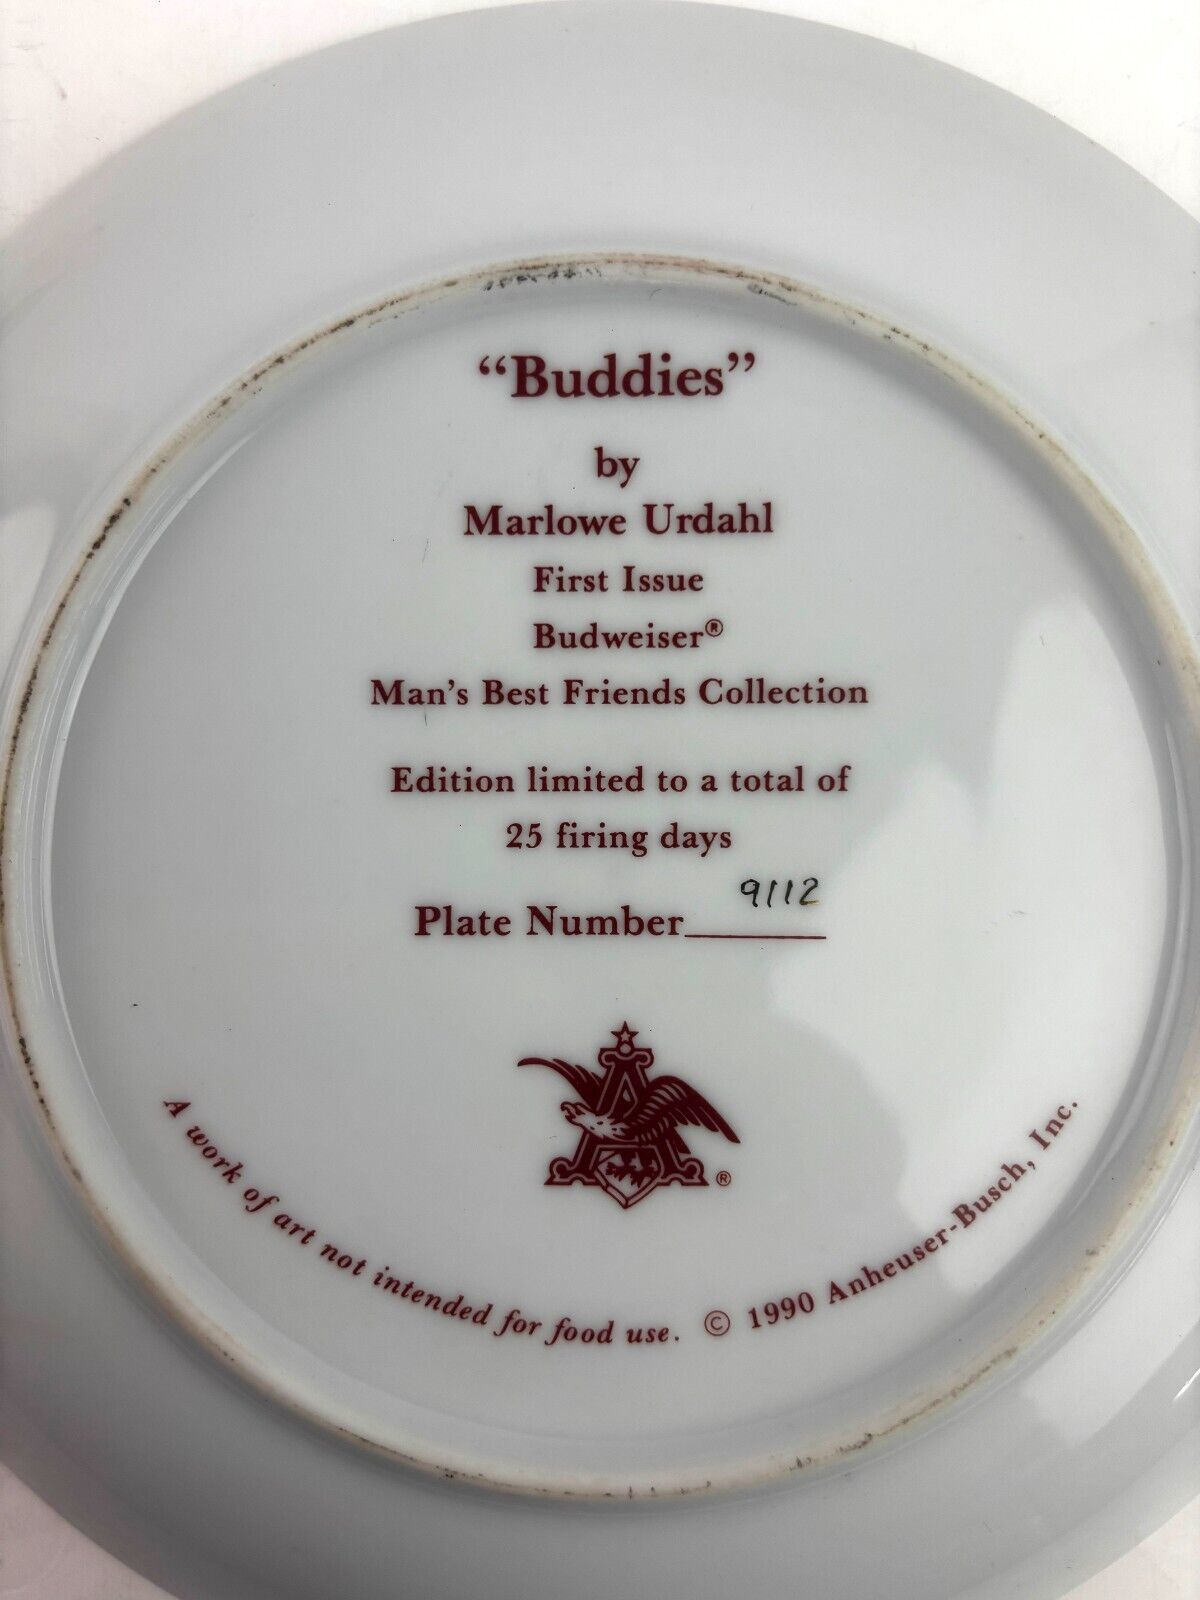 “Buddies”
by
Marlowe Urdahl
First Issue
Budweiser®
Man’s Best Friends Collection
Edition limited to a total of
25 firing days
Plate Number 9112
A
®
A work of art not intended for food use. © 1990 Anheuser-Busch, Inc.